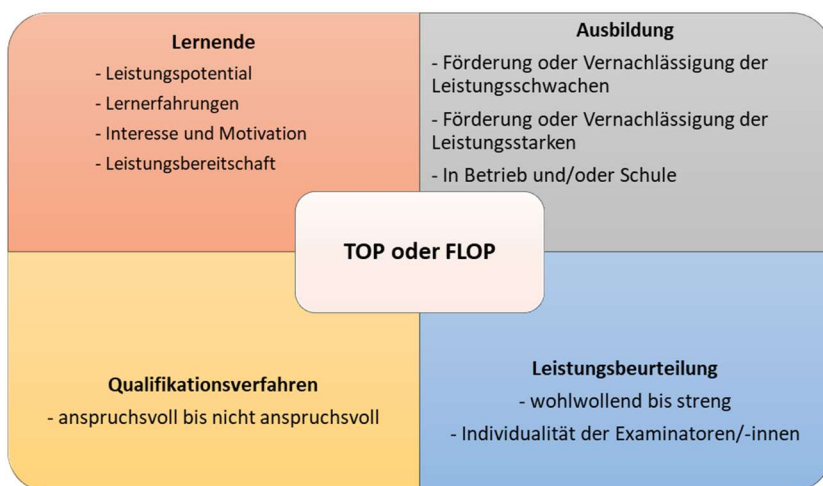 Lernende
- Leistungspotential
- Lernerfahrungen
- Interesse und Motivation
- Leistungsbereitschaft
Ausbildung
- Förderung oder Vernachlässigung der
Leistungsschwachen
- Förderung oder Vernachlässigung der
Leistungsstarken
- In Betrieb und/oder Schule
TOP oder FLOP
Qualifikationsverfahren
- anspruchsvoll bis nicht anspruchsvoll
Leistungsbeurteilung
- wohlwollend bis streng
- Individualität der Examinatoren/-innen